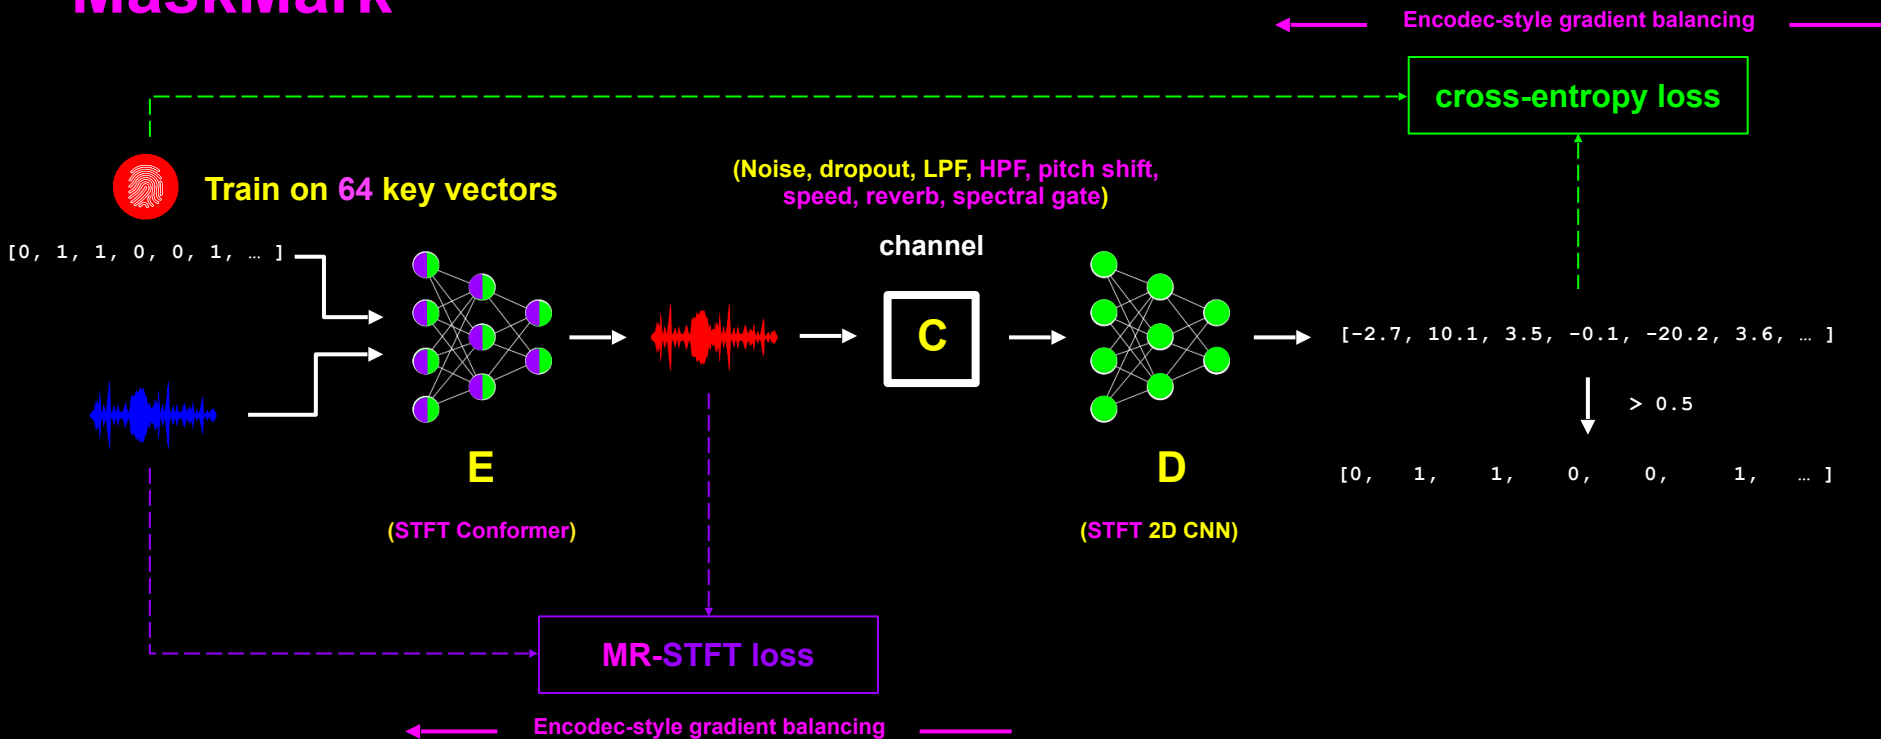 MaskMark
Encodec-style gradient balancing
cross-entropy loss
Train on 64 key vectors
(Noise, dropout, LPF, HPF, pitch shift,
speed, reverb, spectral gate)
[0, 1, 1, 0, 0, 1, … ]
channel
C
[-2.7, 10.1, 3.5, -0.1, -20.2, 3.6, … ]
> 0.5
E
D
[0, 1, 1, 0, 0, 1, … ]
(STFT Conformer)
(STFT 2D CNN)
MR-STFT loss
Encodec-style gradient balancing